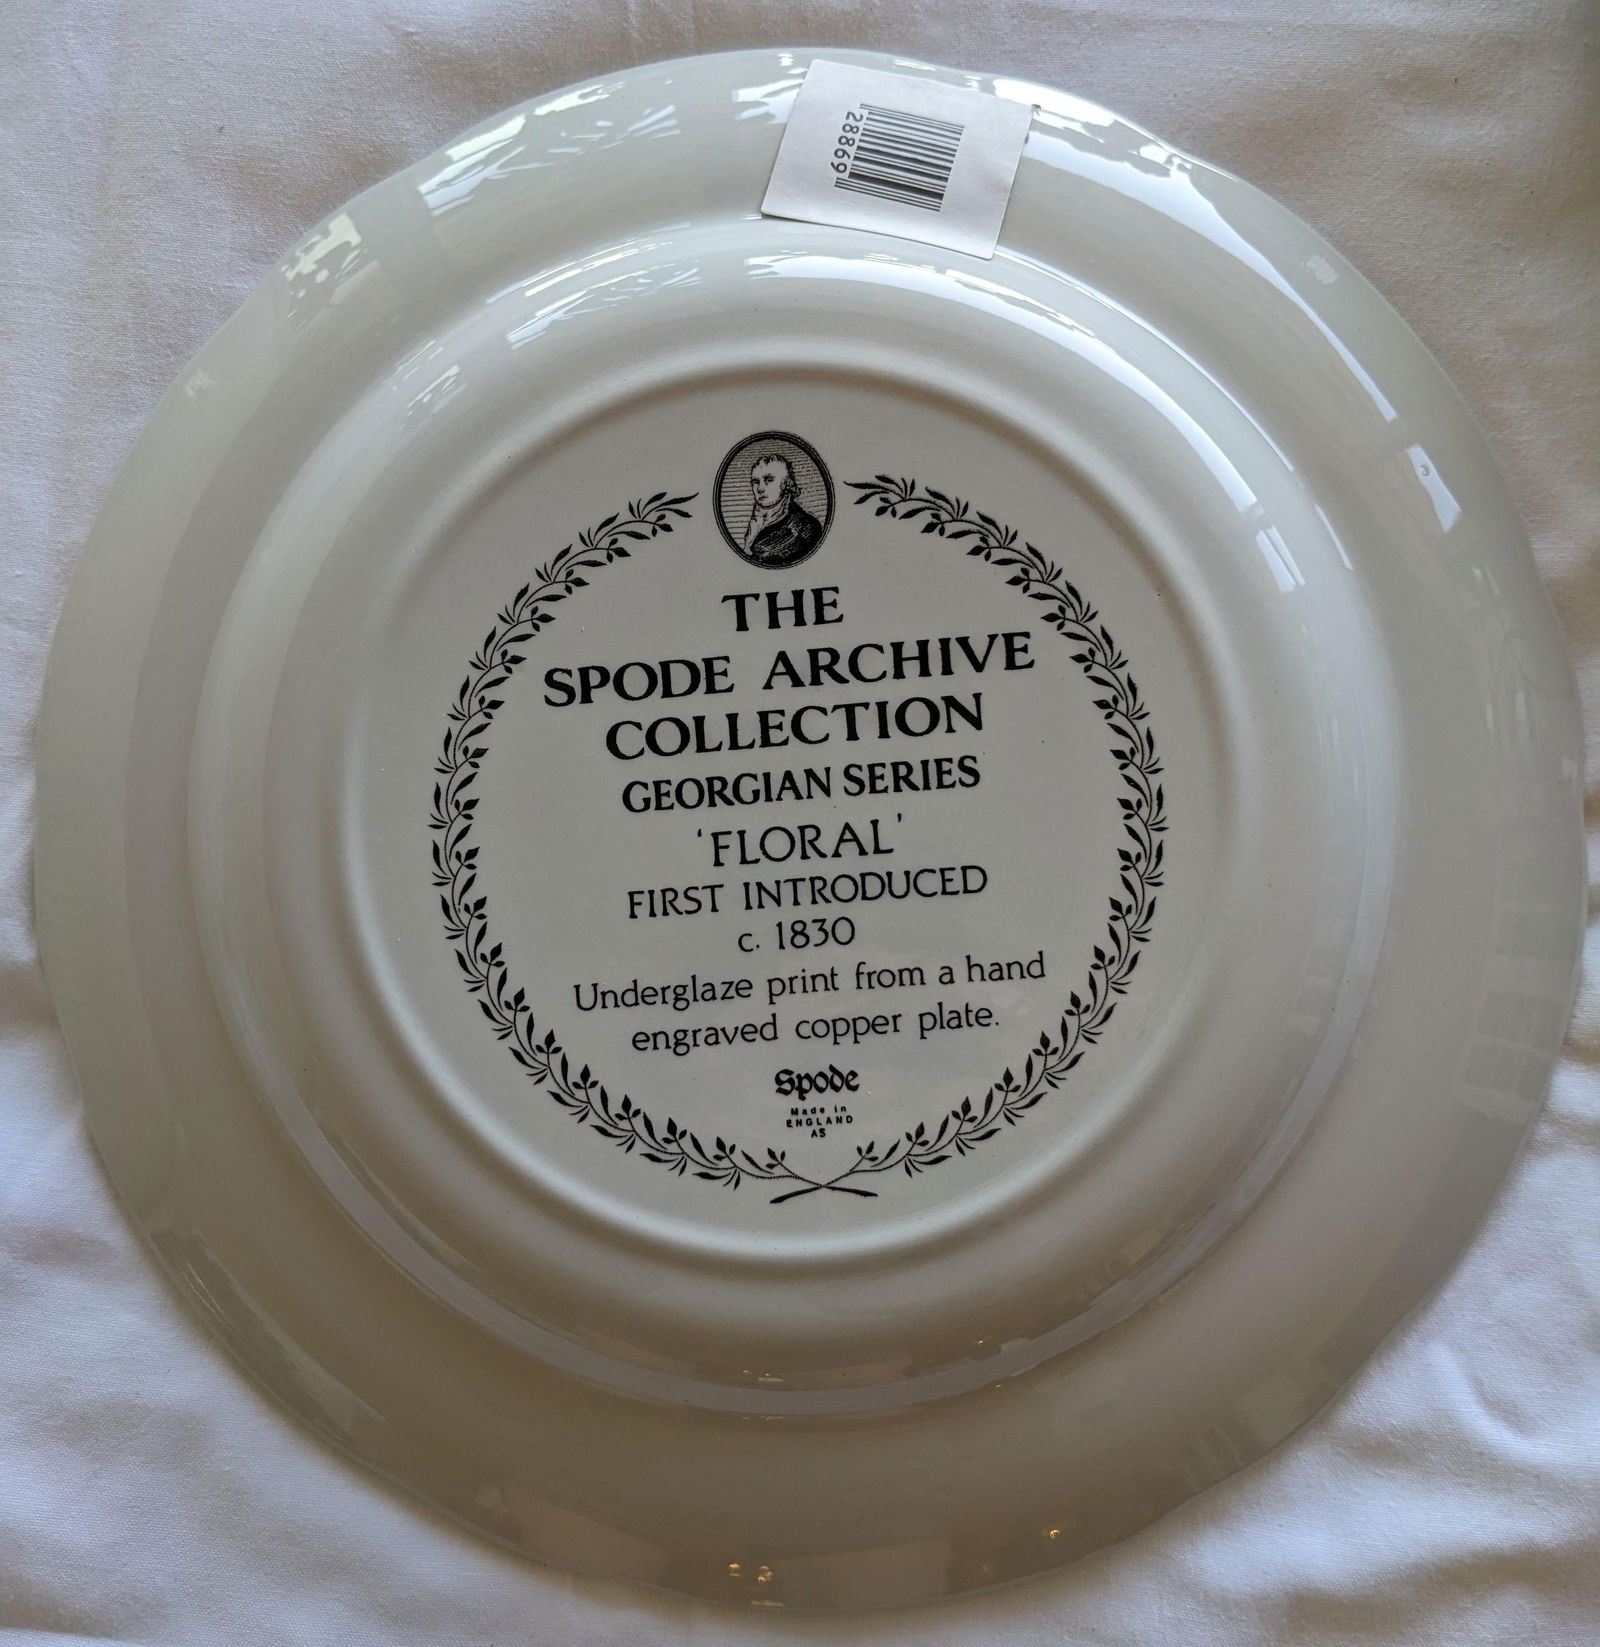 28869
THE
SPODE ARCHIVE
COLLECTION
GEORGIAN SERIES
'FLORAL'
FIRST INTRODUCED
c. 1830
Underglaze print from a hand
engraved copper plate.
Spode
Made in
ENGLAND
A5